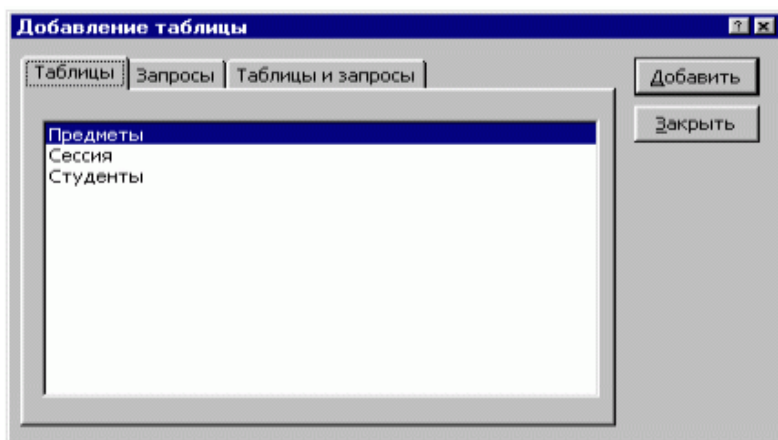 Добавление таблицы
Таблицы Запросы Таблицы и запросы
Добавить
Закрыть
Предметы
Сессия
Студенты